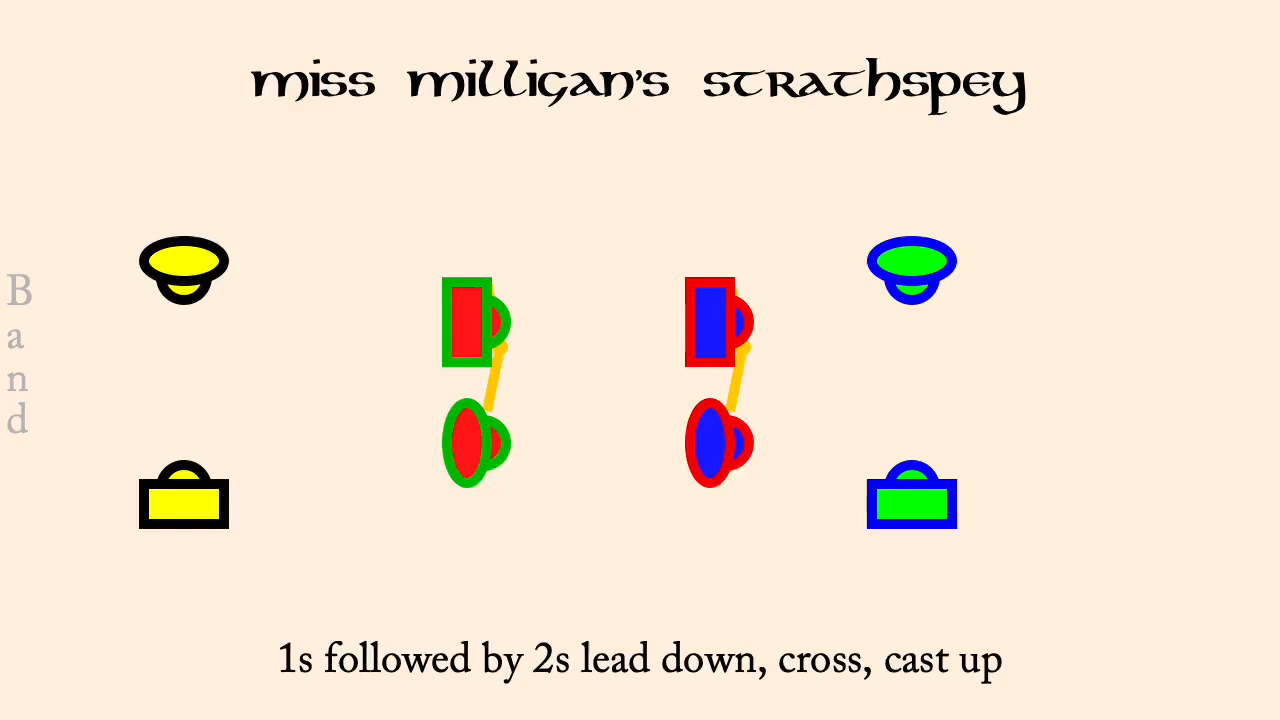 miss milligan's strathspey
B
a
n
d
1s followed by 2s lead down, cross, cast up